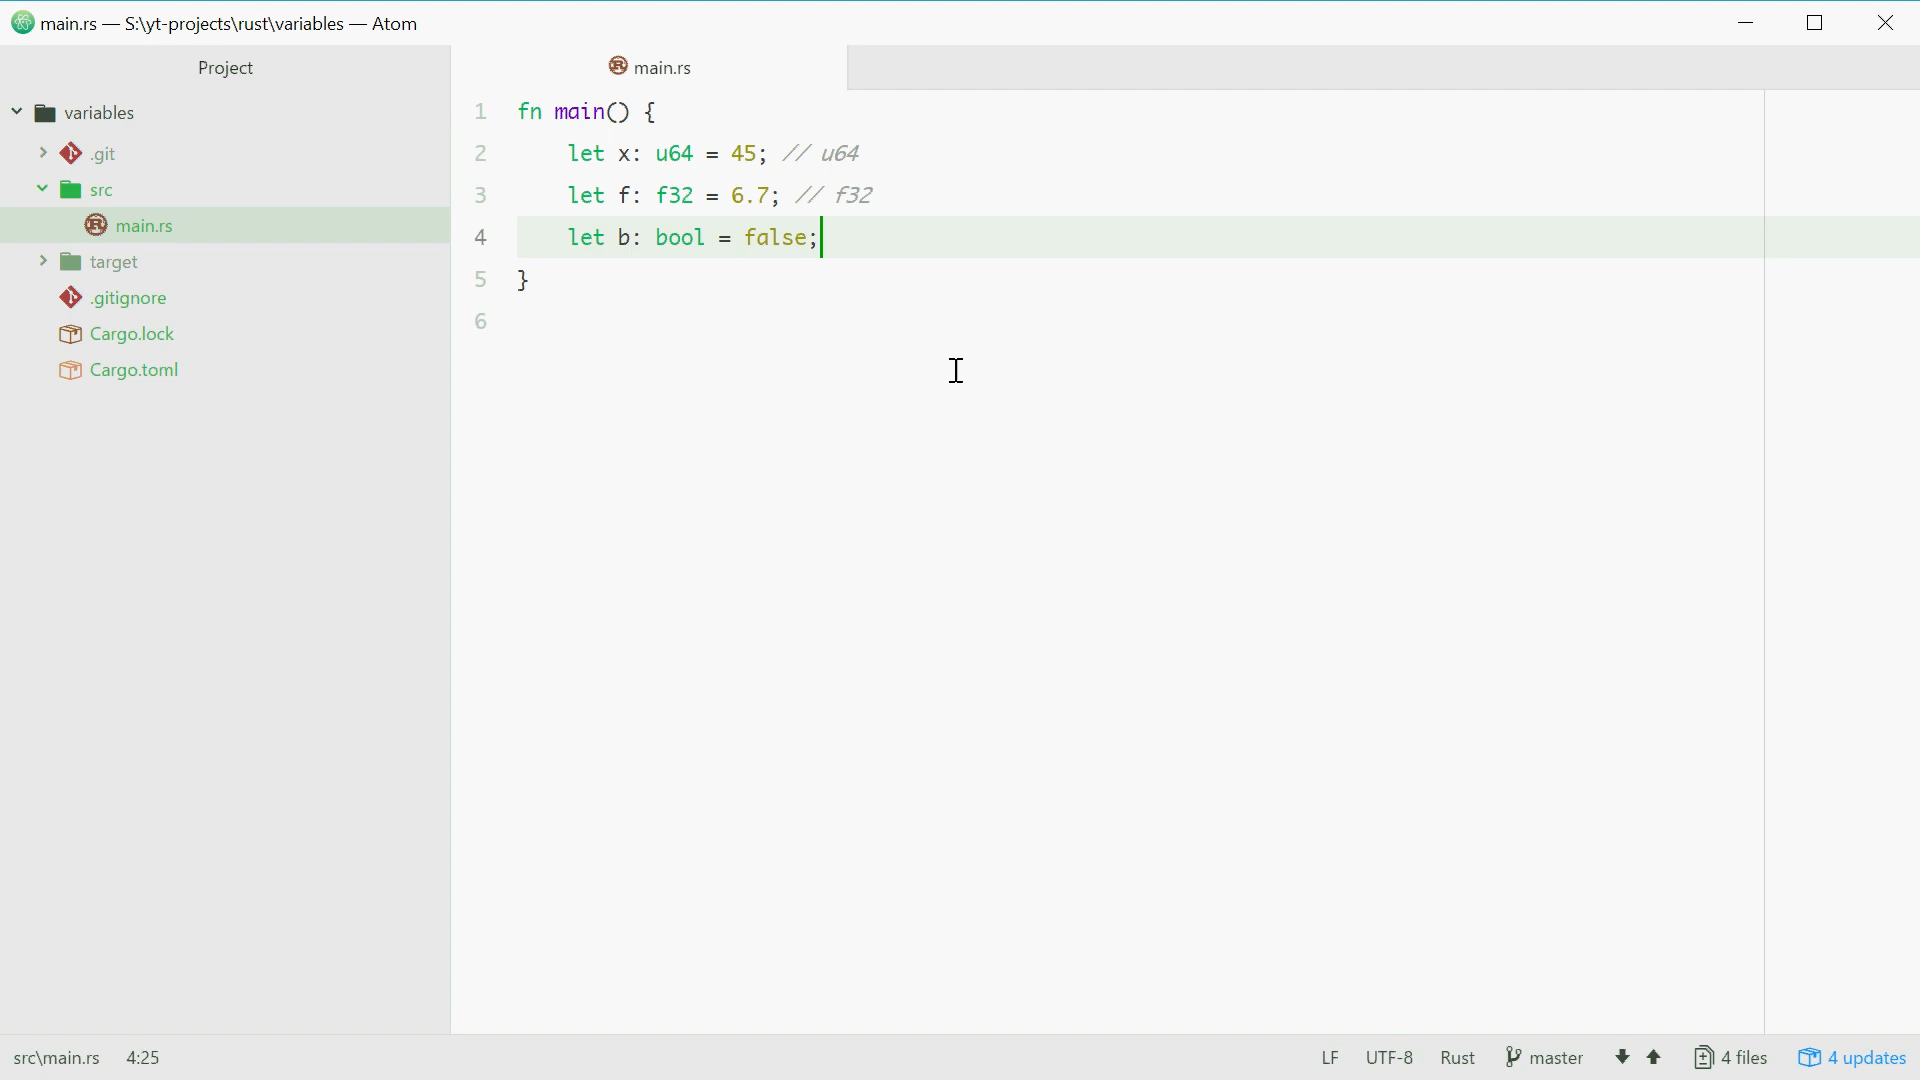 main.rs — S:\yt-projects\rust\variables — Atom
Project
main.rs
variables
.git
src
main.rs
target
.gitignore
Cargo.lock
Cargo.toml
1 fn main() {
2 let x: u64 = 45; // u64
3 let f: f32 = 6.7; // f32
4 let b: bool = false;
5 }
6
src\main.rs 4:25 LF UTF-8 Rust master 4 files 4 updates